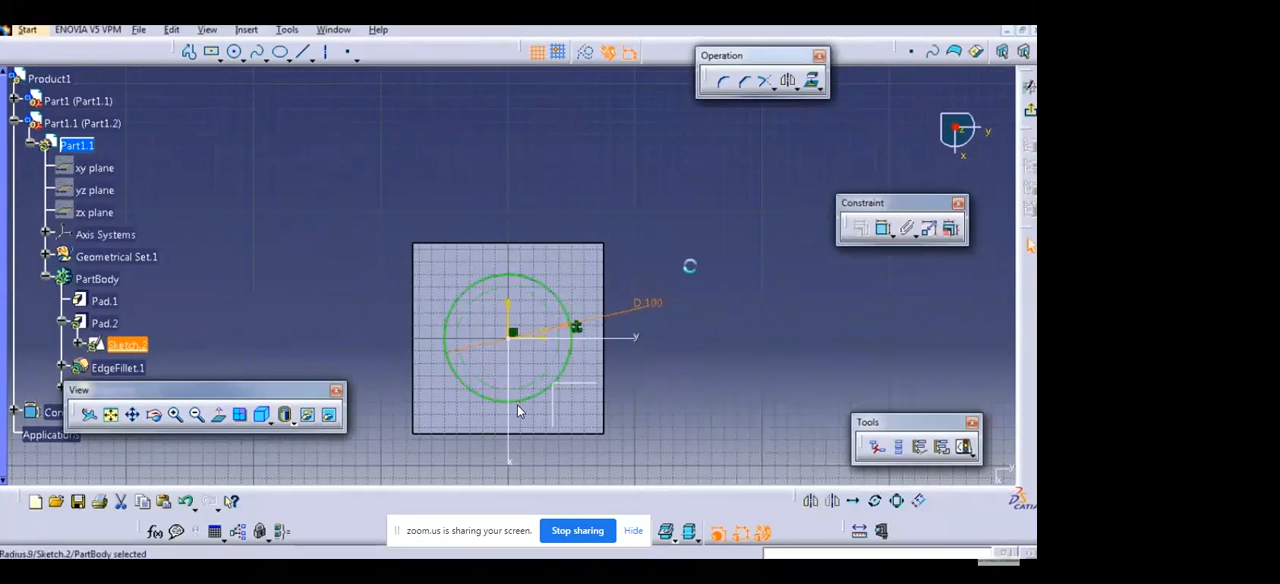 Start ENOVIA V5 VPM File Edit View Insert Tools Window Help
Operation
Product1
Part1 (Part1.1)
Part1.1 (Part1.2)
Part1.1
xy plane
yz plane
zx plane
Axis Systems
Geometrical Set.1
PartBody
Pad.1
Pad.2
Sketch.2
EdgeFillet.1
View
Con
Applications
z
y
x
Constraint
D 100
y
x
Tools
f(x)
zoom.us is sharing your screen. Stop sharing Hide
Radius.9/Sketch.2/PartBody selected